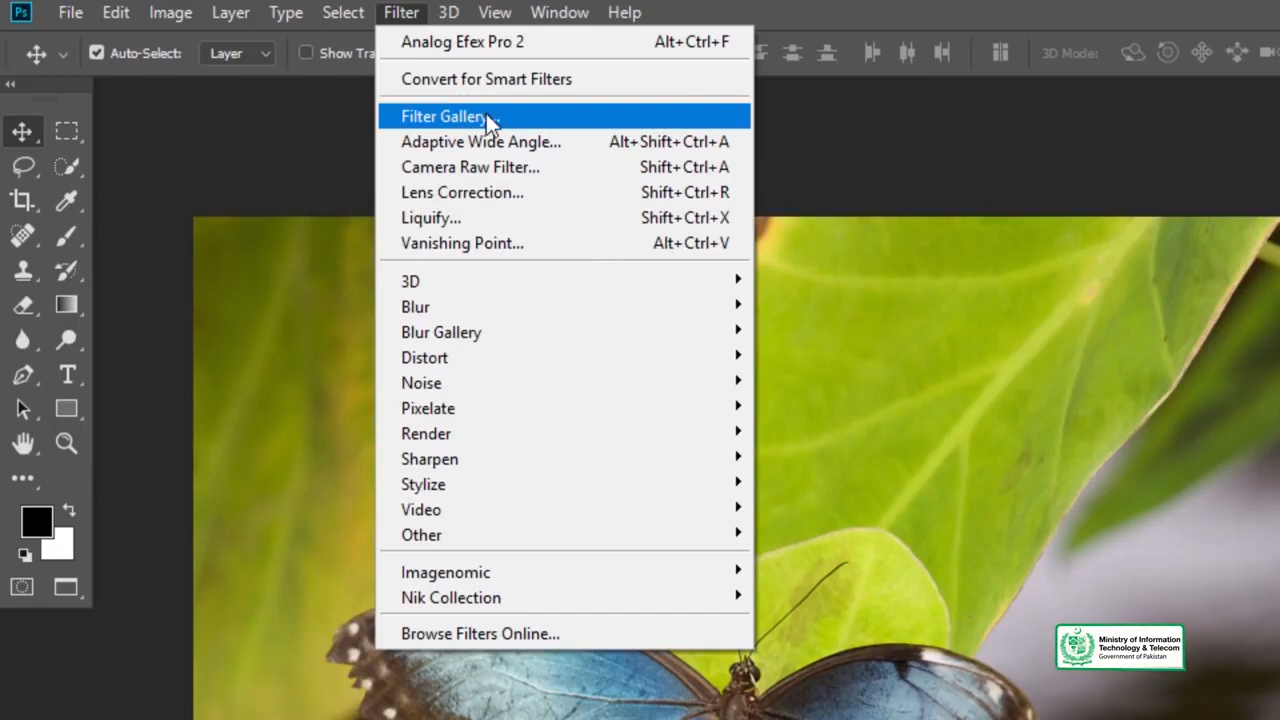 Ps File Edit Image Layer Type Select Filter 3D View Window Help
Auto-Select: Layer Show Tra 3D Mode:
Analog Efex Pro 2 Alt+Ctrl+F
Convert for Smart Filters
Filter Gallery...
Adaptive Wide Angle... Alt+Shift+Ctrl+A
Camera Raw Filter... Shift+Ctrl+A
Lens Correction... Shift+Ctrl+R
Liquify... Shift+Ctrl+X
Vanishing Point... Alt+Ctrl+V
3D
Blur
Blur Gallery
Distort
Noise
Pixelate
Render
Sharpen
Stylize
Video
Other
Imagenomic
Nik Collection
Browse Filters Online...
Ministry of Information
Technology & Telecom
Government of Pakistan